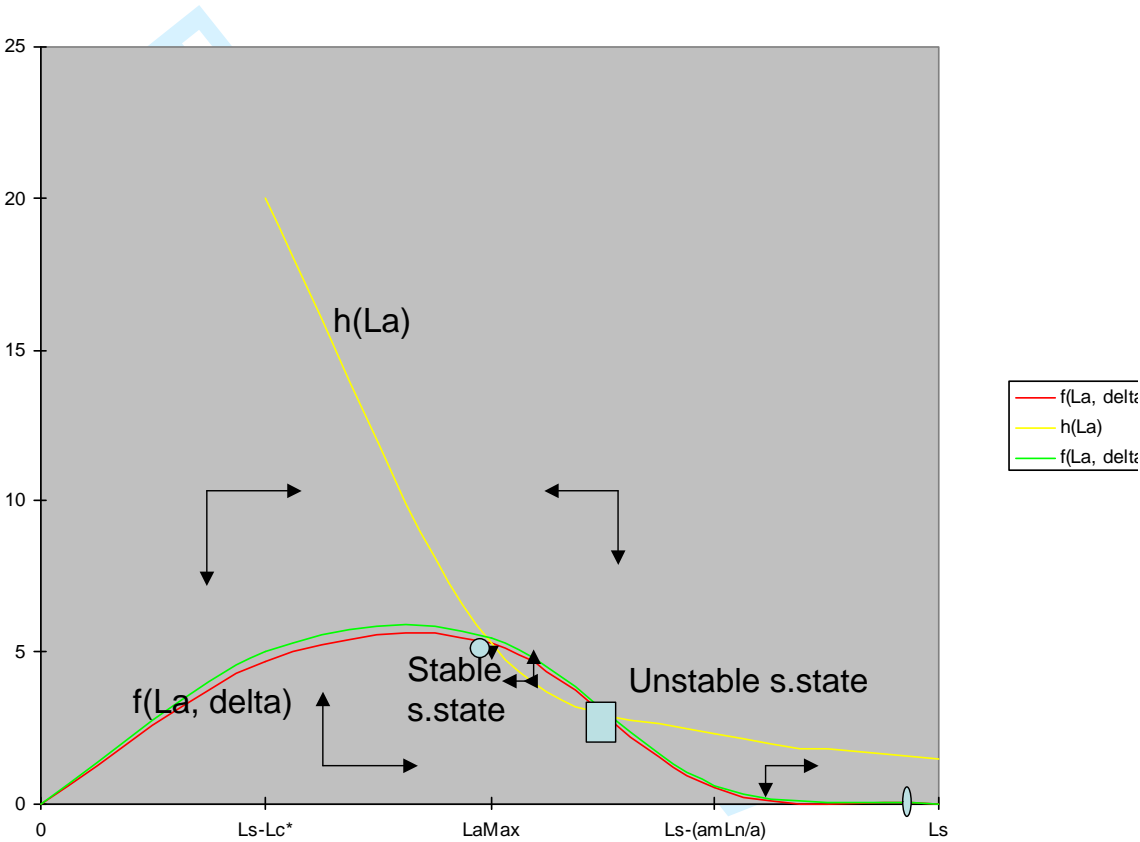 25
20
h(La)
15
f(La, delta
h(La)
f(La, delta
10
5
Stable
s.state
Unstable s.state
f(La, delta)
0
0
Ls-Lc*
LaMax
Ls-(amLn/a)
Ls